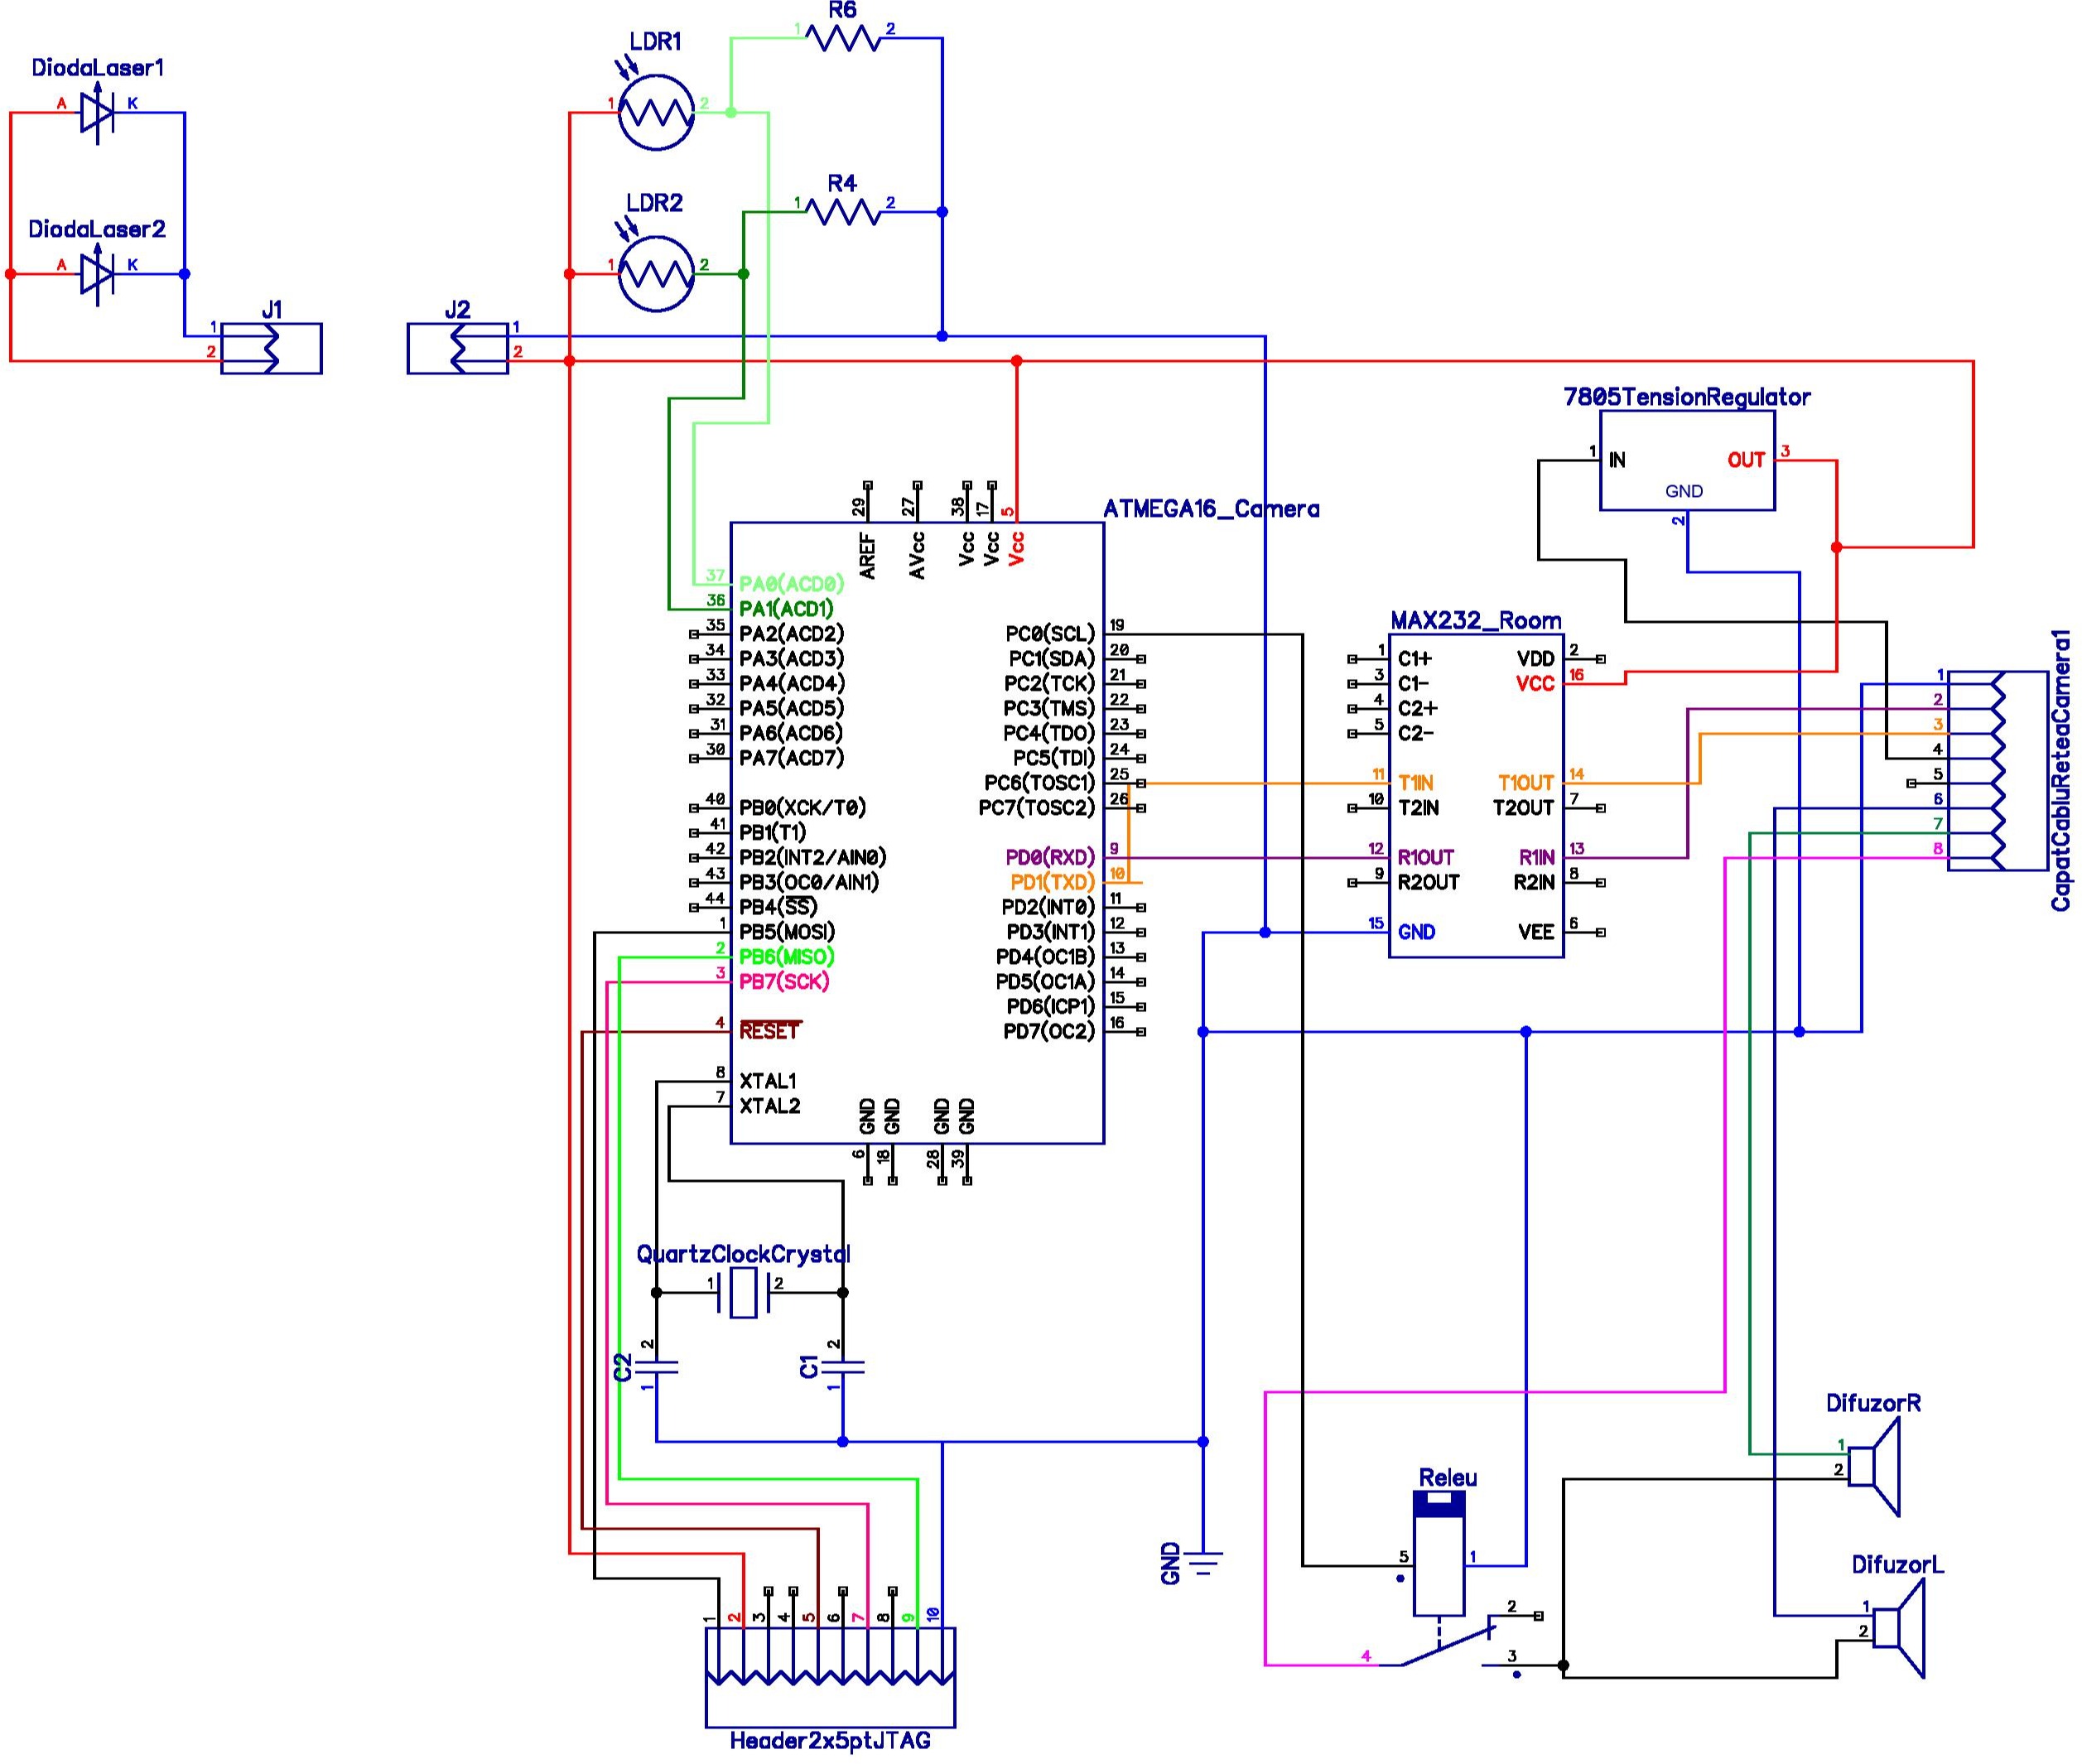 R6
1 2
LDR1
1 2
DiodaLaser1
A K
R4
1 2
LDR2
1 2
DiodaLaser2
A K
J1
1
2
J2
1
2
7805TensionRegulator
1 IN OUT 3
GND
2
ATMEGA16_Camera
29 27 38 17 5
AREF AVcc Vcc Vcc Vcc
37 PA0(ACD0)
36 PA1(ACD1)
35 PA2(ACD2)
34 PA3(ACD3)
33 PA4(ACD4)
32 PA5(ACD5)
31 PA6(ACD6)
30 PA7(ACD7)
40 PB0(XCK/T0)
41 PB1(T1)
42 PB2(INT2/AIN0)
43 PB3(OC0/AIN1)
44 PB4(SS)
1 PB5(MOSI)
2 PB6(MISO)
3 PB7(SCK)
4 RESET
8 XTAL1
7 XTAL2
PC0(SCL) 19
PC1(SDA) 20
PC2(TCK) 21
PC3(TMS) 22
PC4(TDO) 23
PC5(TDI) 24
PC6(TOSC1) 25
PC7(TOSC2) 26
PD0(RXD) 9
PD1(TXD) 10
PD2(INT0) 11
PD3(INT1) 12
PD4(OC1B) 13
PD5(OC1A) 14
PD6(ICP1) 15
PD7(OC2) 16
GND GND GND GND
6 18 28 39
MAX232_Room
1 C1+ VDD 2
3 C1- VCC 16
4 C2+
5 C2-
11 T1IN T1OUT 14
10 T2IN T2OUT 7
12 R1OUT R1IN 13
9 R2OUT R2IN 8
15 GND VEE 6
CapatCabluReteaCamera1
1
2
3
4
5
6
7
8
QuartzClockCrystal
1 2
2 2
C2 C1
1 1
DifuzorR
1
2
Releu
5 1
2
4 3
GND
DifuzorL
1
2
1 2 3 4 5 6 7 8 9 10
Header2x5ptJTAG